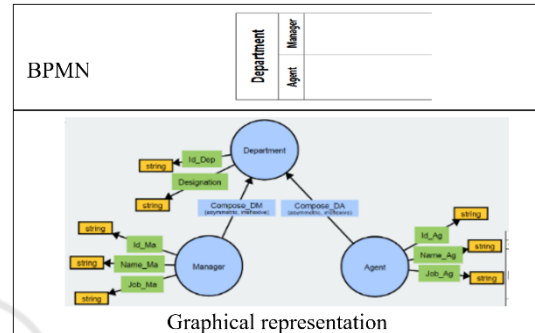 BPMN
Department
Manager
Agent
Department
string
Id_Dep
Designation
string
Compose_DM
(asymmetric, irreflexive)
Compose_DA
(asymmetric, irreflexive)
Id_Ma
string
Name_Ma
string
Job_Ma
string
Manager
Agent
Id_Ag
string
Name_Ag
string
Job_Ag
string
Graphical representation